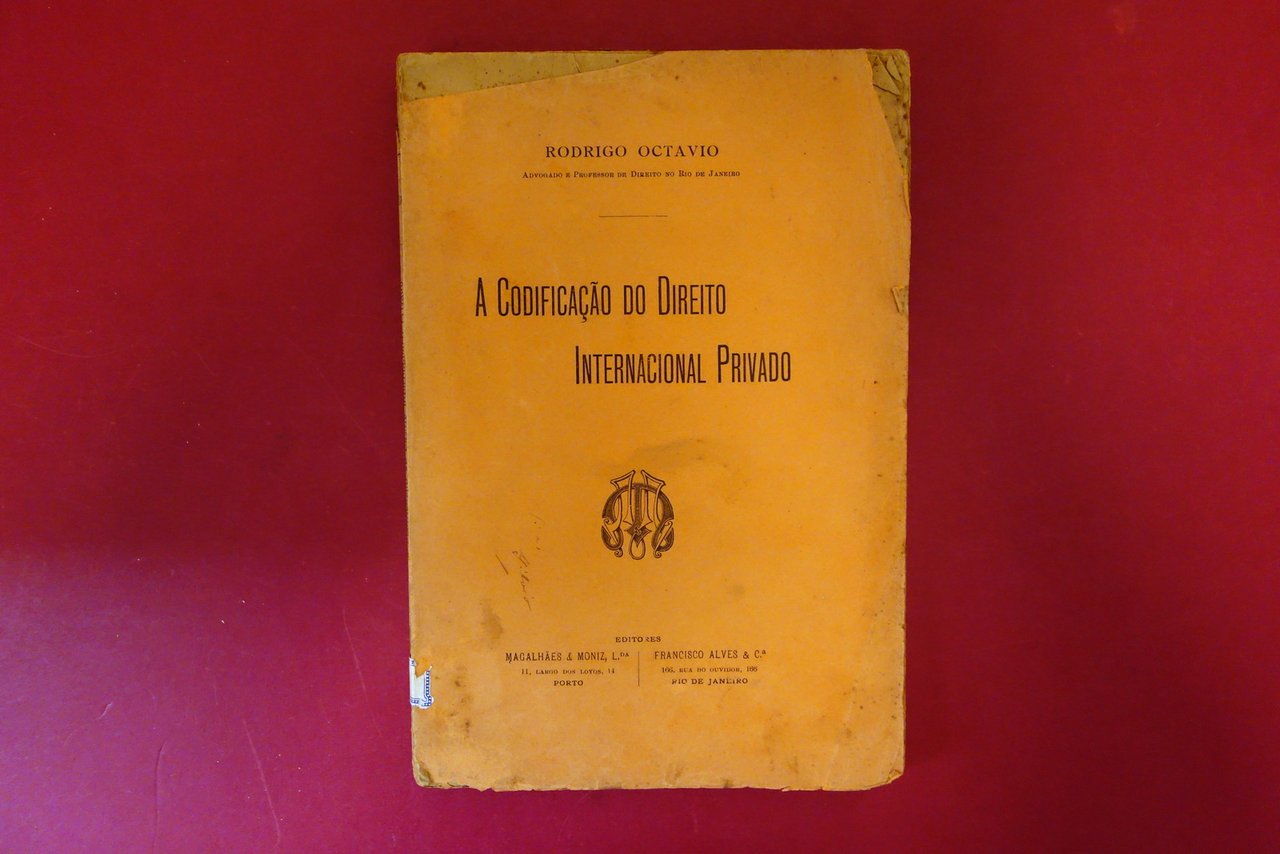 RODRIGO OCTAVIO
ADVOGADO E PROFESSOR DE DIREITO NO RIO DE JANEIRO
A CODIFICAÇÃO DO DIREITO
INTERNACIONAL PRIVADO
EDITORES
MAGALHÃES & MONIZ, L.DA
11, LARGO DOS LOYOS, 14
PORTO
FRANCISCO ALVES & C.ª
166, RUA DO OUVIDOR, 166
RIO DE JANEIRO